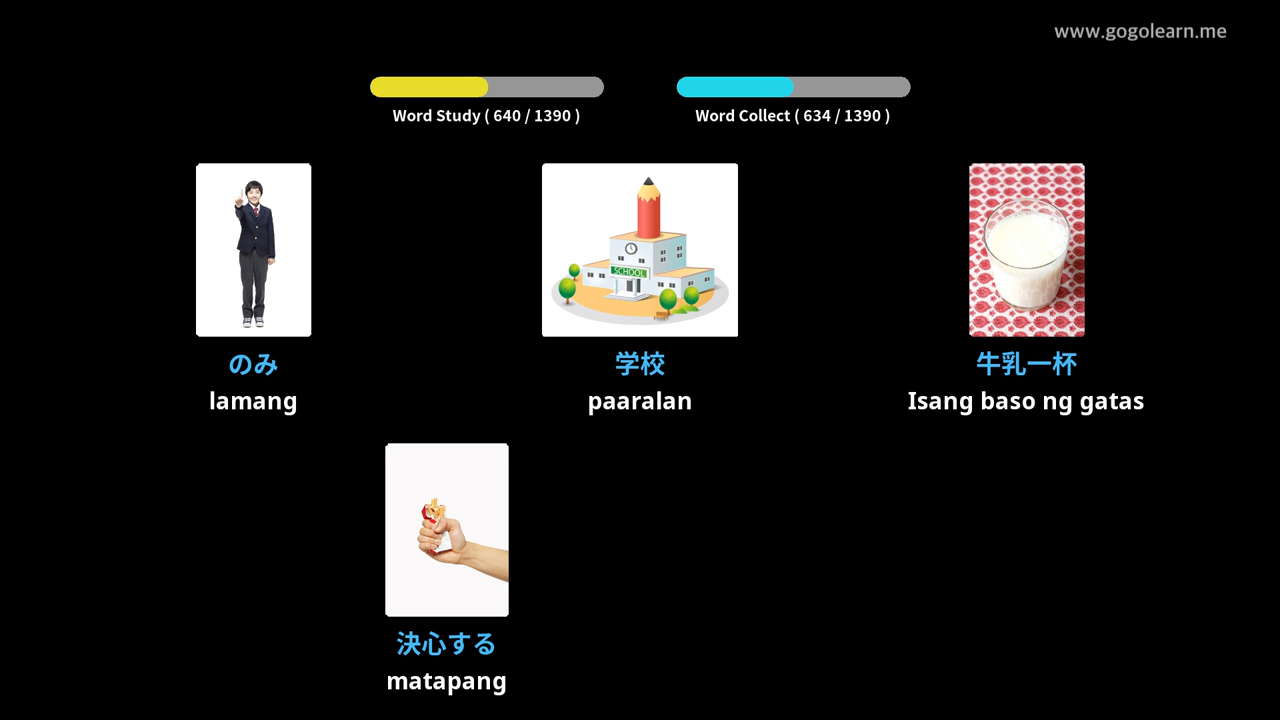 www.gogolearn.me
Word Study ( 640 / 1390 )
Word Collect ( 634 / 1390 )
SCHOOL
のみ
lamang
学校
paaralan
牛乳一杯
Isang baso ng gatas
決心する
matapang